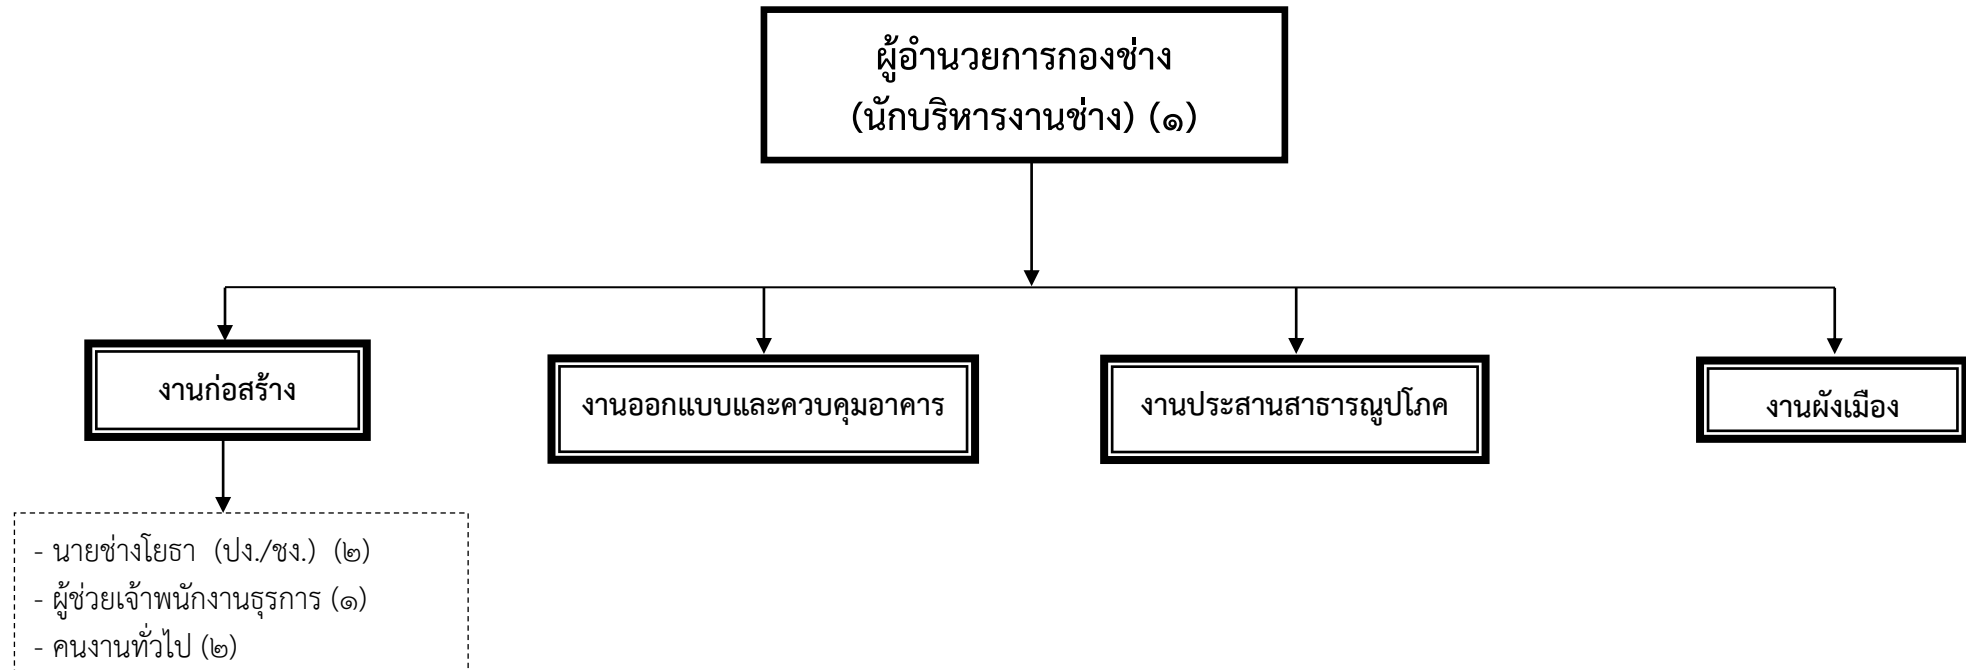 ผู้อำนวยการกองช่าง
(นักบริหารงานช่าง) (๑)
งานก่อสร้าง
งานออกแบบและควบคุมอาคาร
งานประสานสาธารณูปโภค
งานผังเมือง
- นายช่างโยธา (ปง./ชง.) (๒)
- ผู้ช่วยเจ้าพนักงานธุรการ (๑)
- คนงานทั่วไป (๒)